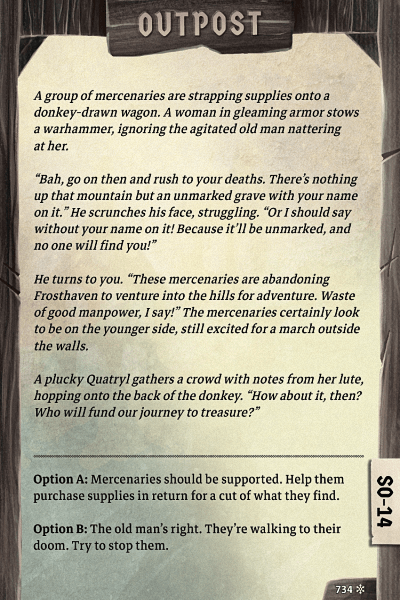 OUTPOST
A group of mercenaries are strapping supplies onto a
donkey-drawn wagon. A woman in gleaming armor stows
a warhammer, ignoring the agitated old man nattering
at her.
“Bah, go on then and rush to your deaths. There’s nothing
up that mountain but an unmarked grave with your name
on it.” He scrunches his face, struggling. “Or I should say
without your name on it! Because it’ll be unmarked, and
no one will find you!”
He turns to you. “These mercenaries are abandoning
Frosthaven to venture into the hills for adventure. Waste
of good manpower, I say!” The mercenaries certainly look
to be on the younger side, still excited for a march outside
the walls.
A plucky Quatryl gathers a crowd with notes from her lute,
hopping onto the back of the donkey. “How about it, then?
Who will fund our journey to treasure?”
Option A: Mercenaries should be supported. Help them
purchase supplies in return for a cut of what they find.
Option B: The old man’s right. They’re walking to their
doom. Try to stop them.
SO-14
734